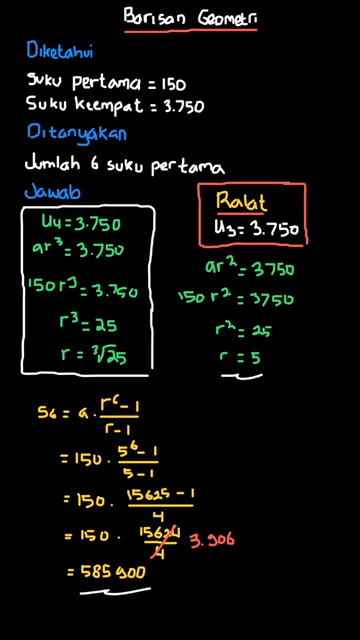 Barisan Geometri
Diketahui
Suku pertama = 150
Suku keempat = 3.750
Ditanyakan
Jumlah 6 suku pertama
Jawab
U4 = 3.750
ar³ = 3.750
150 r³ = 3.750
r³ = 25
r = ³√25
Ralat
U3 = 3.750
ar² = 3750
150 r² = 3750
r² = 25
r = 5
S6 = a . r⁶ - 1 / r - 1
= 150 . 5⁶ - 1 / 5 - 1
= 150 . 15625 - 1 / 4
= 150 . 15624 / 4 3.906
= 585 900